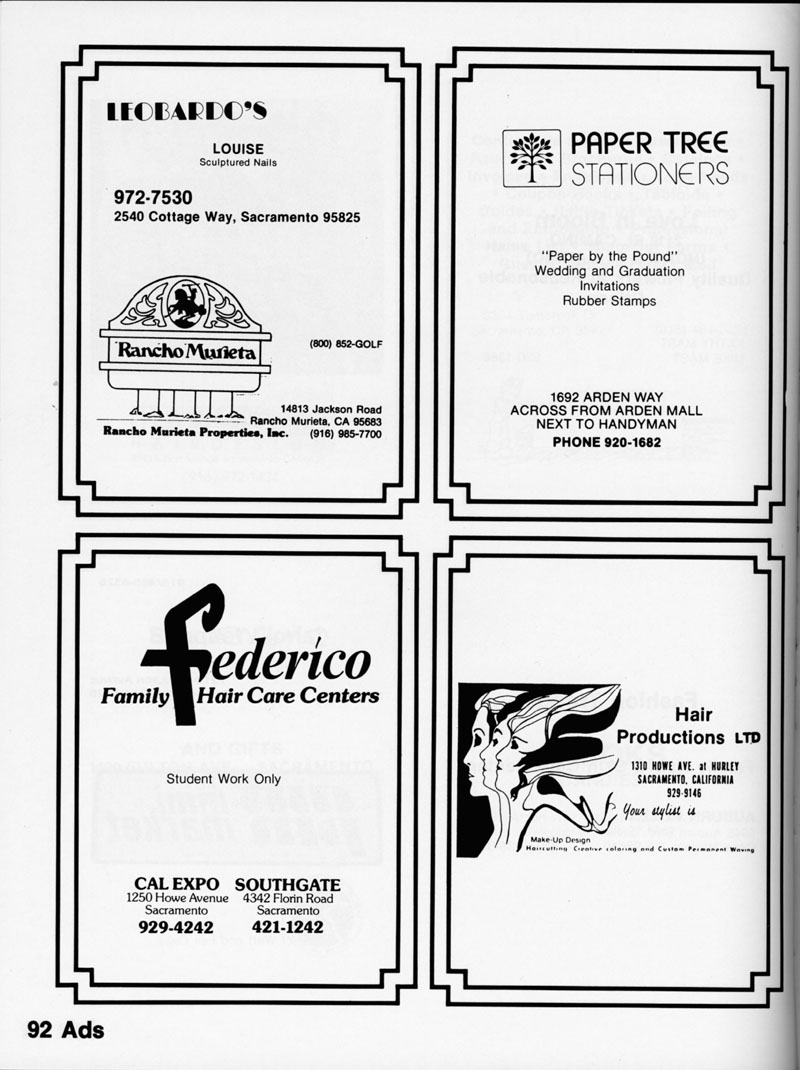 LEOBARDO'S
LOUISE
Sculptured Nails
972-7530
2540 Cottage Way, Sacramento 95825
Rancho Murieta
(800) 852-GOLF
14813 Jackson Road
Rancho Murieta, CA 95683
Rancho Murieta Properties, Inc. (916) 985-7700
PAPER TREE
STATIONERS
"Paper by the Pound"
Wedding and Graduation
Invitations
Rubber Stamps
1692 ARDEN WAY
ACROSS FROM ARDEN MALL
NEXT TO HANDYMAN
PHONE 920-1682
federico
Family Hair Care Centers
Student Work Only
CAL EXPO
1250 Howe Avenue
Sacramento
929-4242
SOUTHGATE
4342 Florin Road
Sacramento
421-1242
Hair
Productions LTD
1310 HOWE AVE. at HURLEY
SACRAMENTO, CALIFORNIA
929-9146
Your stylist is
Make-Up Design
Haircutting Creative coloring and Custom Permanent Waving
92 Ads